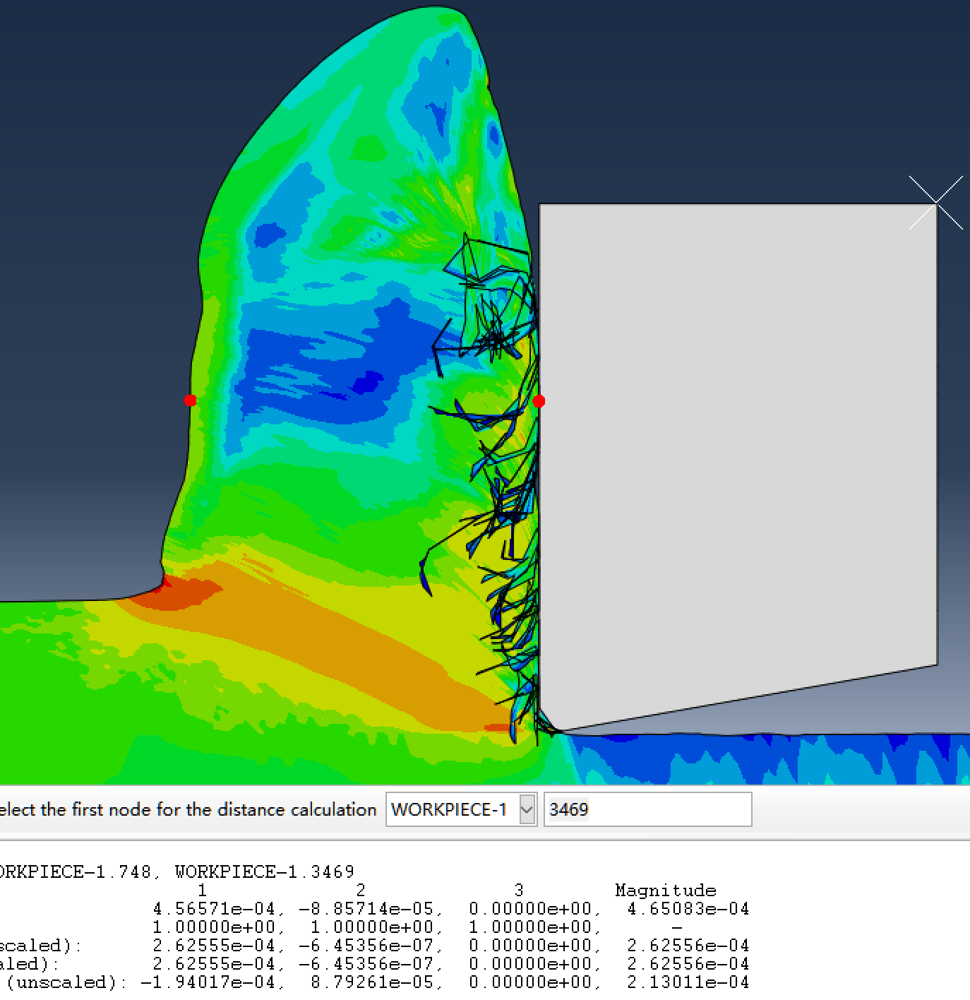 elect the first node for the distance calculation WORKPIECE-1 3469
ORKPIECE-1.748, WORKPIECE-1.3469
1 2 3 Magnitude
4.56571e-04, -8.85714e-05, 0.00000e+00, 4.65083e-04
1.00000e+00, 1.00000e+00, 1.00000e+00, -
scaled): 2.62555e-04, -6.45356e-07, 0.00000e+00, 2.62556e-04
aled): 2.62555e-04, -6.45356e-07, 0.00000e+00, 2.62556e-04
(unscaled): -1.94017e-04, 8.79261e-05, 0.00000e+00, 2.13011e-04